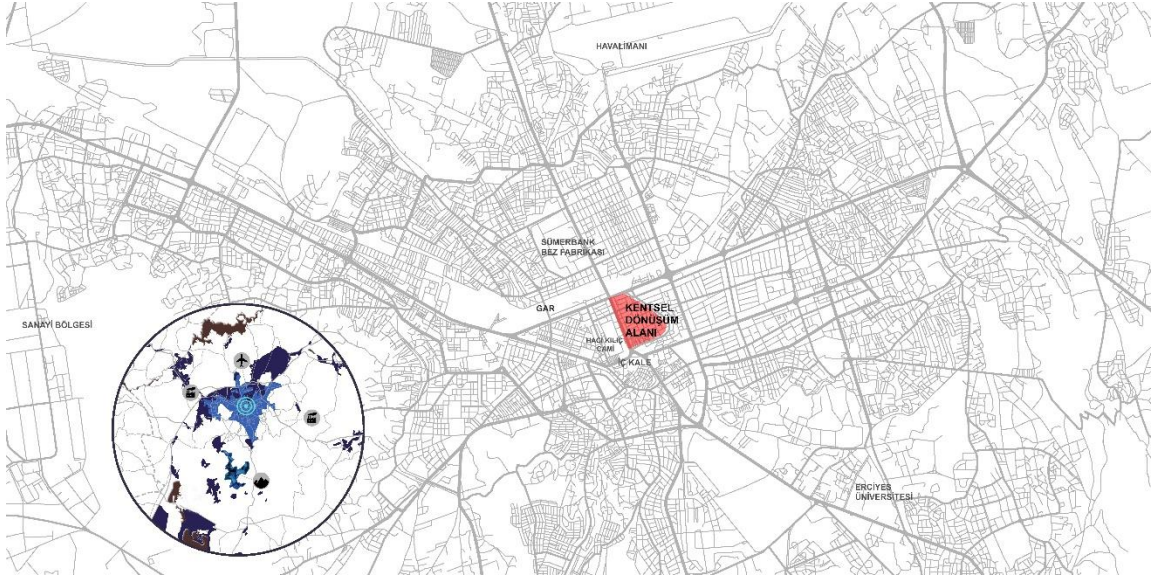 HAVALİMANI
SÜMERBANK
BEZ FABRİKASI
GAR
KENTSEL
DÖNÜŞÜM
ALANI
SANAYİ BÖLGESİ
HACI KILIÇ
CAMİ
İÇ KALE
ERCİYES
ÜNİVERSİTESİ